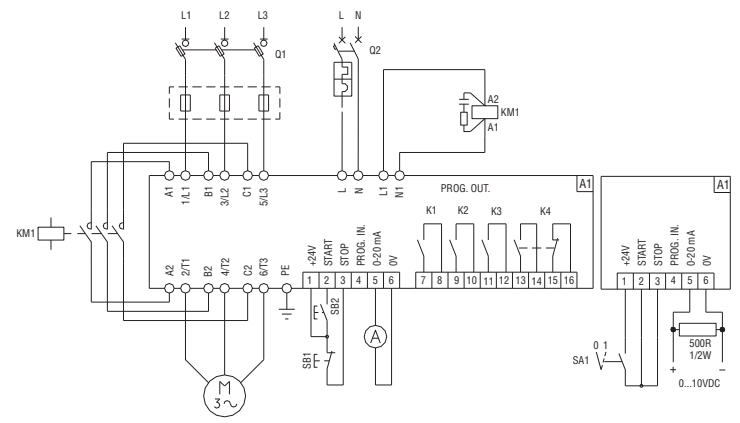 L1 L2 L3 L N
Q1 Q2
A2
KM1
A1
A1 1/L1 B1 3/L2 C1 5/L3 L N L1 N1
PROG. OUT. A1 A1
KM1
K1 K2 K3 K4
A2 2/T1 B2 4/T2 C2 6/T3 PE
+24V START STOP PROG. IN. 0-20 mA 0V
+24V START STOP PROG. IN. 0-20 mA 0V
1 2 3 4 5 6 7 8 9 10 11 12 13 14 15 16
1 2 3 4 5 6
SB2
SB1
A
M
3~
0 1
SA1
500R
1/2W
+ –
0...10VDC